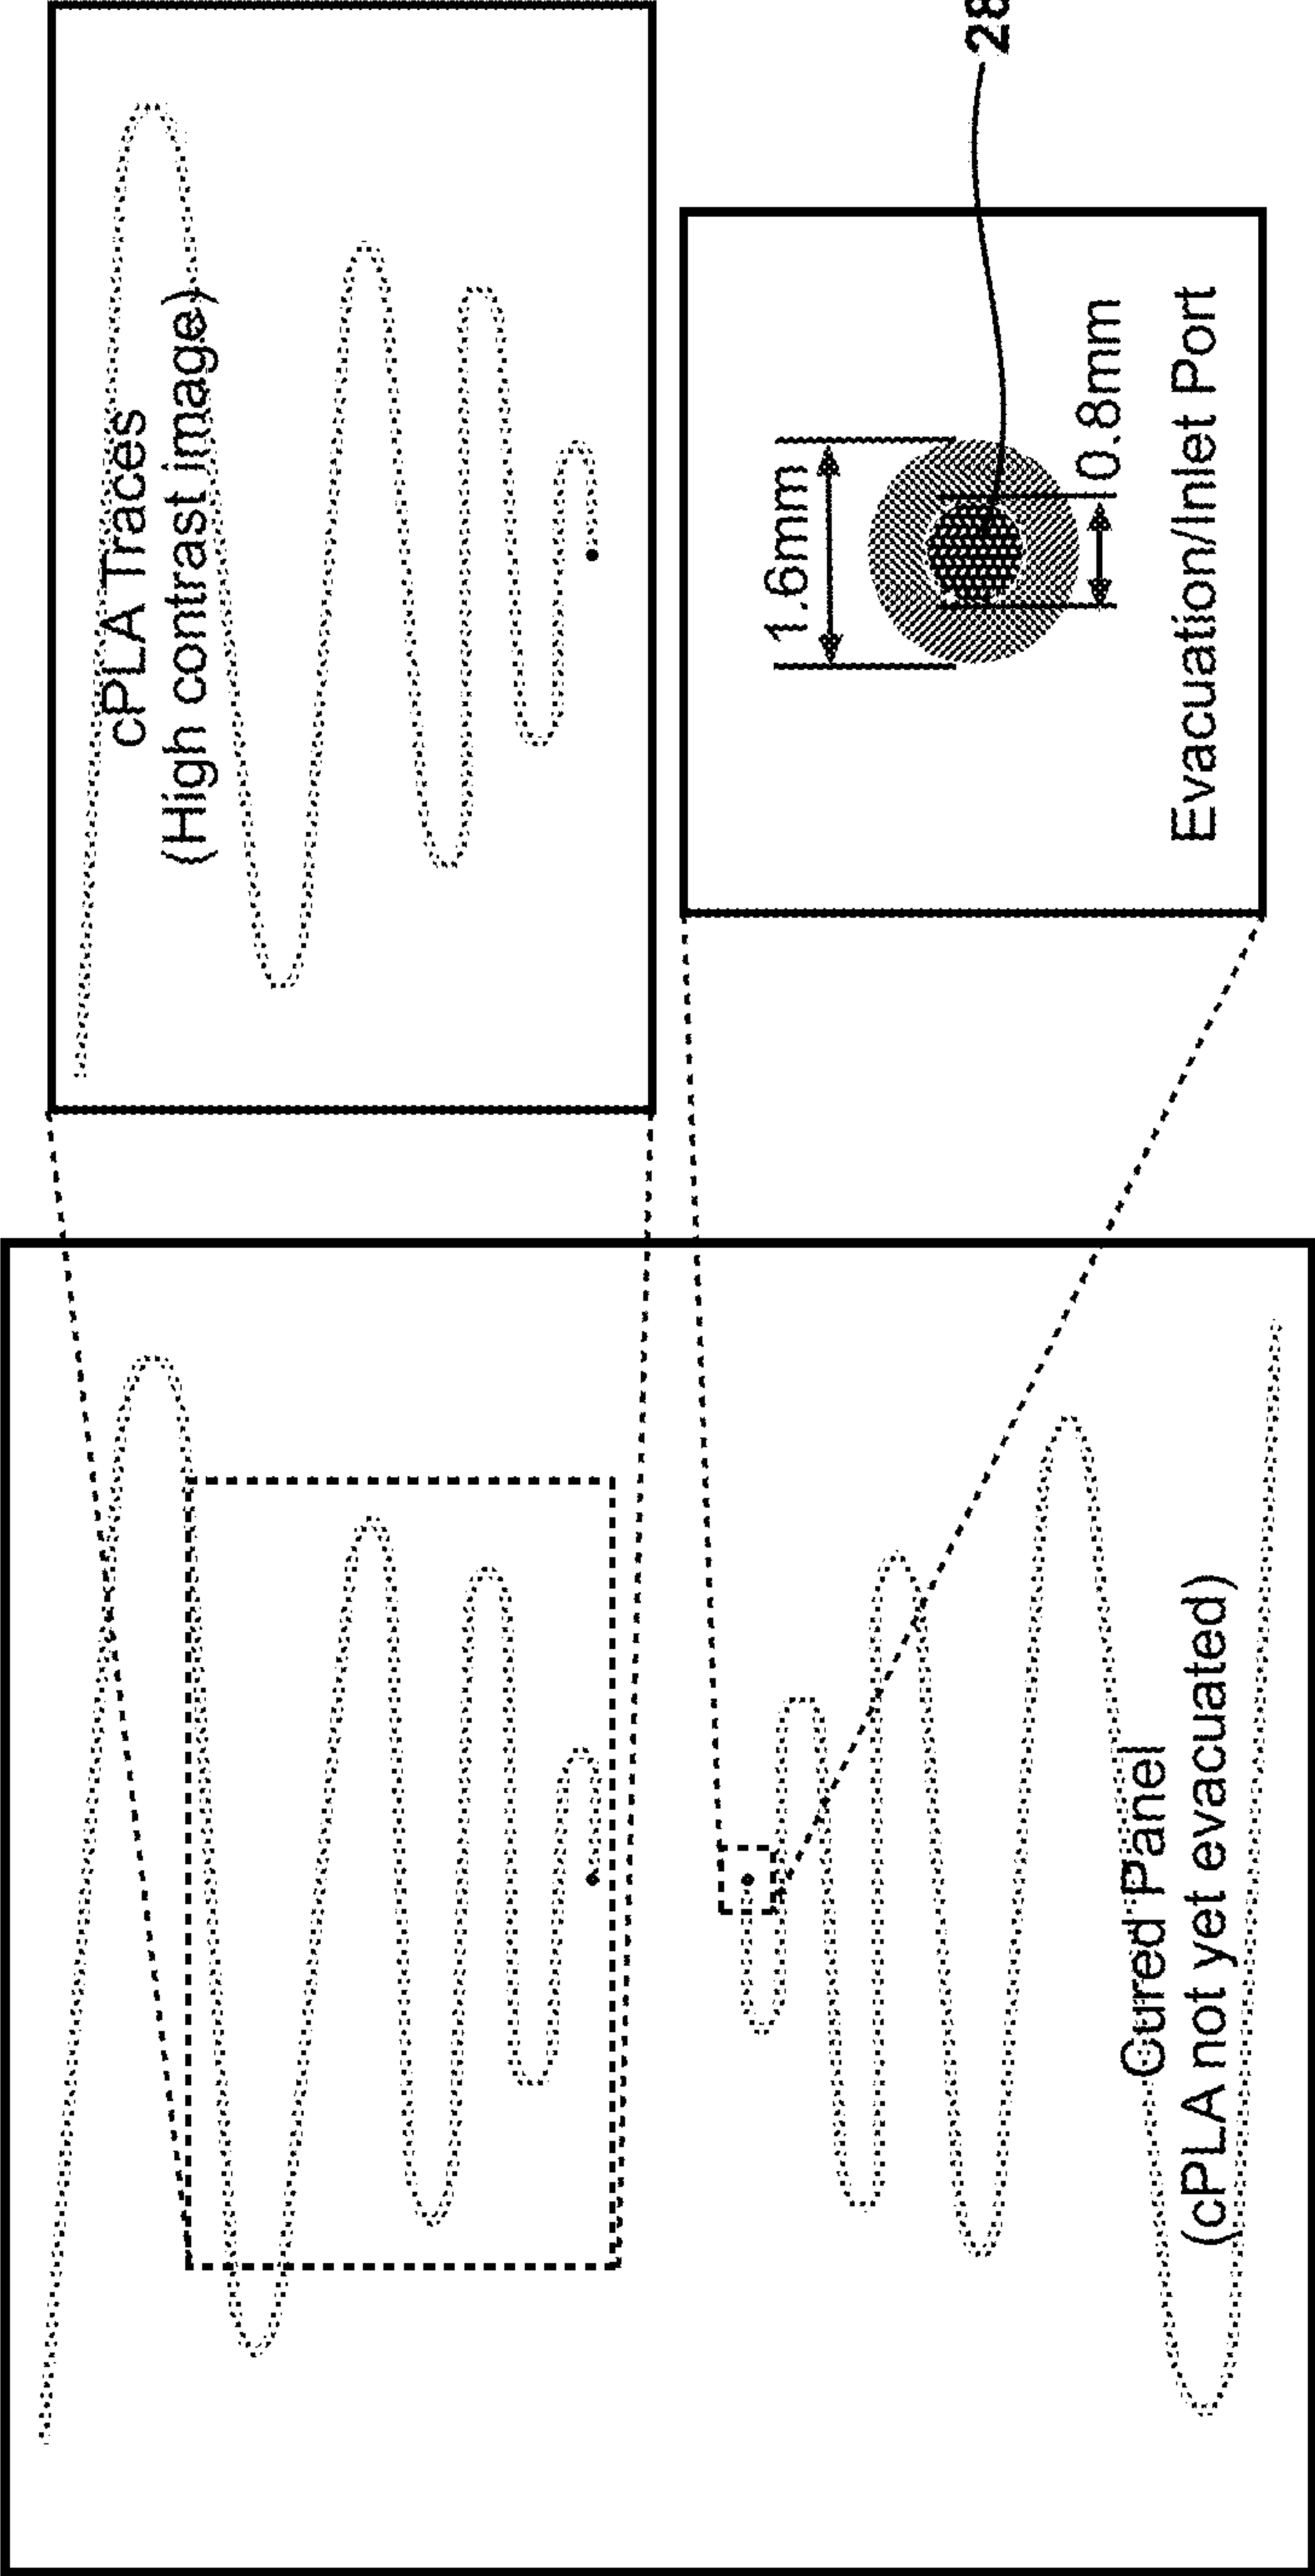 cPLA Traces
(High contrast image)
Cured Panel
(cPLA not yet evacuated)
1.6mm
0.8mm
Evacuation/Inlet Port
28